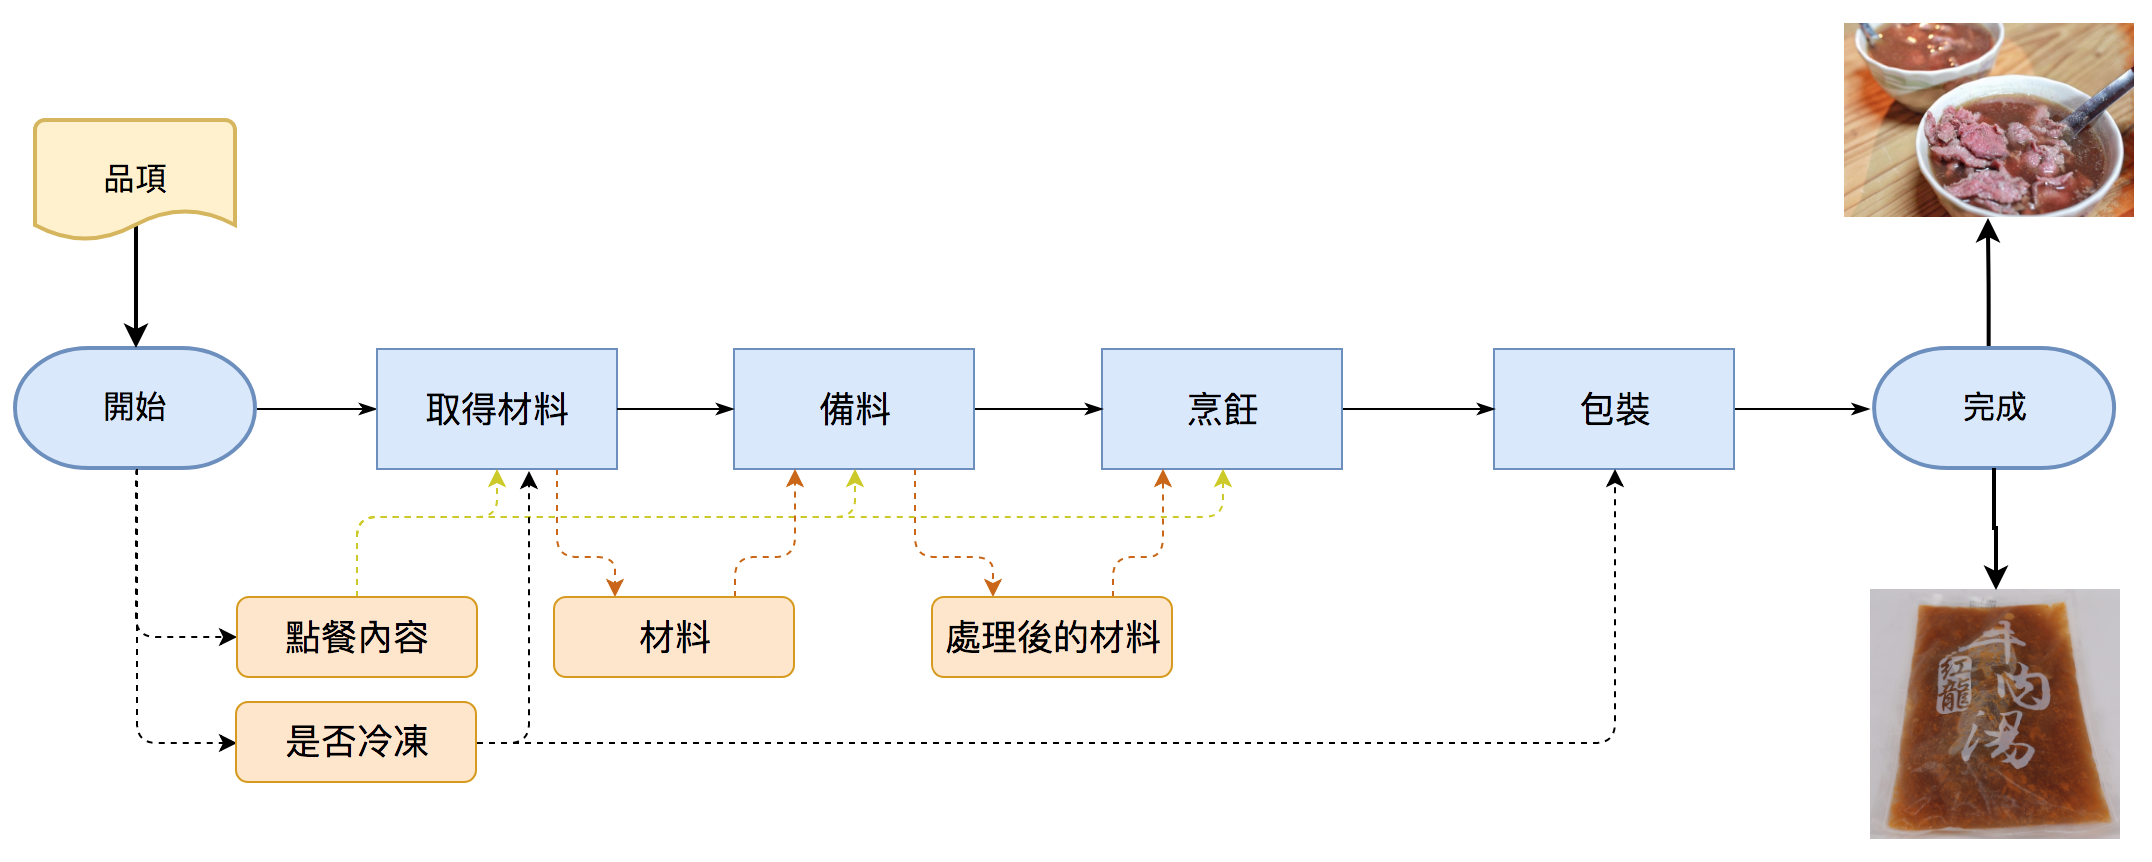 品項
開始
取得材料
備料
烹飪
包裝
完成
點餐內容
材料
處理後的材料
是否冷凍
紅龍
牛肉湯